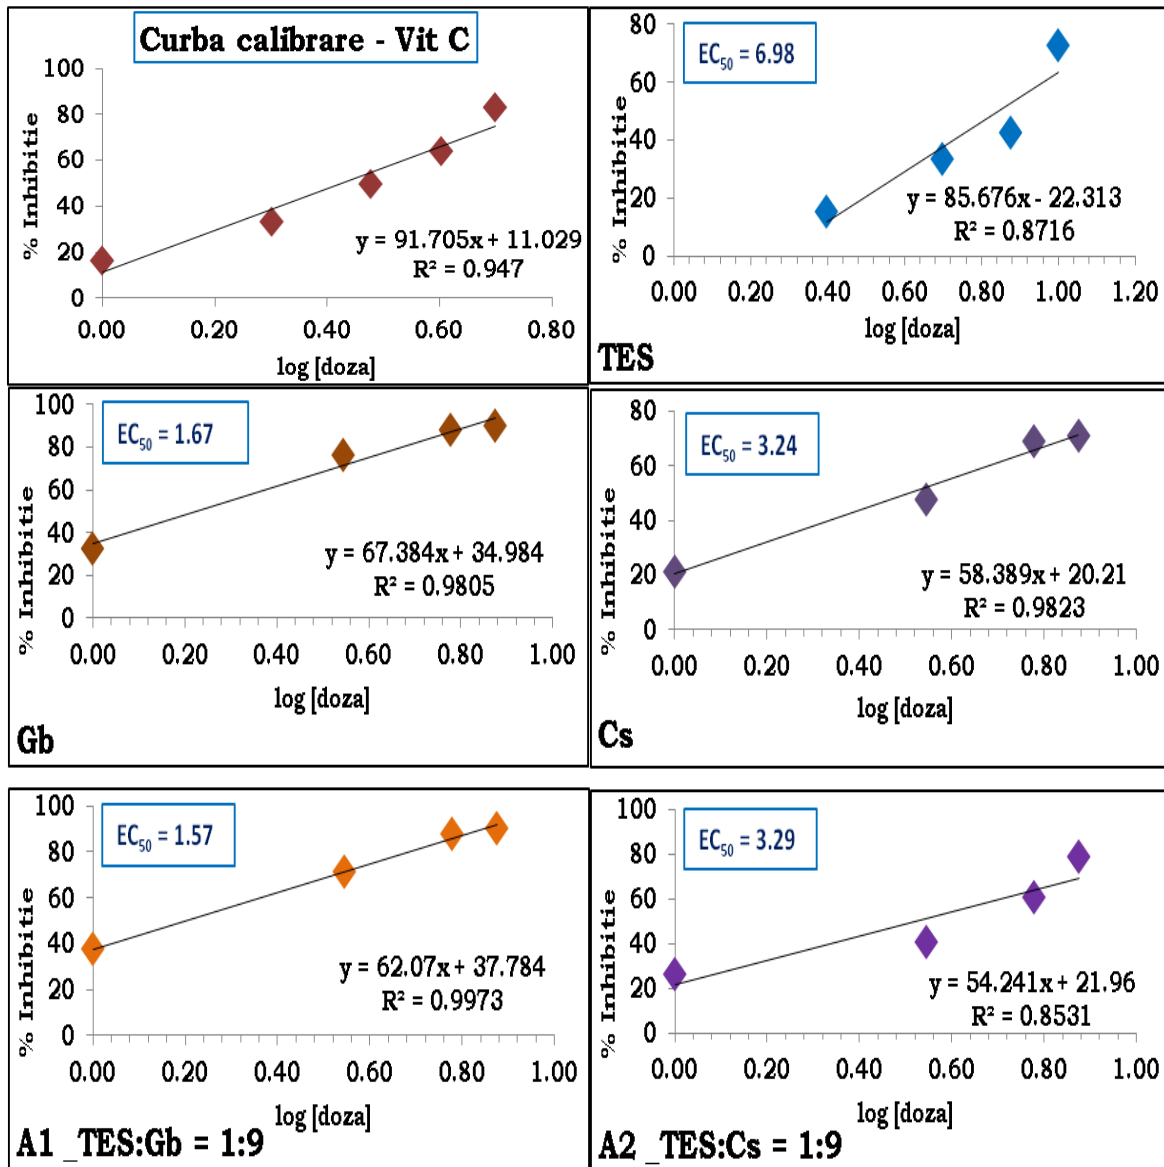 Curba calibrare - Vit C
% Inhibitie
100
80
60
40
20
0
y = 91.705x + 11.029
R² = 0.947
0.00 0.20 0.40 0.60 0.80
log [doza]
EC50 = 6.98
% Inhibitie
80
60
40
20
0
y = 85.676x - 22.313
R² = 0.8716
0.00 0.20 0.40 0.60 0.80 1.00 1.20
log [doza]
TES
EC50 = 1.67
% Inhibitie
100
80
60
40
20
0
y = 67.384x + 34.984
R² = 0.9805
0.00 0.20 0.40 0.60 0.80 1.00
log [doza]
Gb
EC50 = 3.24
% Inhibitie
80
60
40
20
0
y = 58.389x + 20.21
R² = 0.9823
0.00 0.20 0.40 0.60 0.80 1.00
log [doza]
Cs
EC50 = 1.57
% Inhibitie
100
80
60
40
20
0
y = 62.07x + 37.784
R² = 0.9973
0.00 0.20 0.40 0.60 0.80 1.00
log [doza]
A1 _TES:Gb = 1:9
EC50 = 3.29
% Inhibitie
100
80
60
40
20
0
y = 54.241x + 21.96
R² = 0.8531
0.00 0.20 0.40 0.60 0.80 1.00
log [doza]
A2 _TES:Cs = 1:9